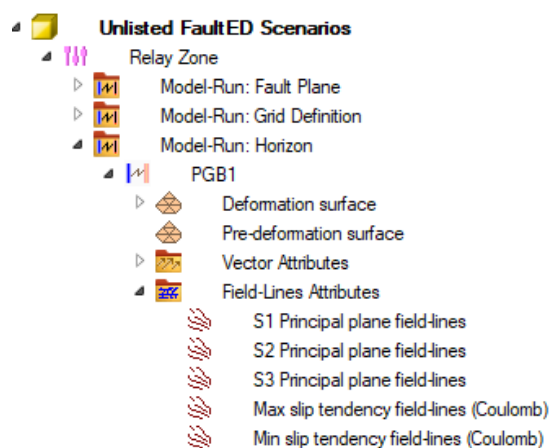 Unlisted FaultED Scenarios
Relay Zone
Model-Run: Fault Plane
Model-Run: Grid Definition
Model-Run: Horizon
PGB1
Deformation surface
Pre-deformation surface
Vector Attributes
Field-Lines Attributes
S1 Principal plane field-lines
S2 Principal plane field-lines
S3 Principal plane field-lines
Max slip tendency field-lines (Coulomb)
Min slip tendency field-lines (Coulomb)